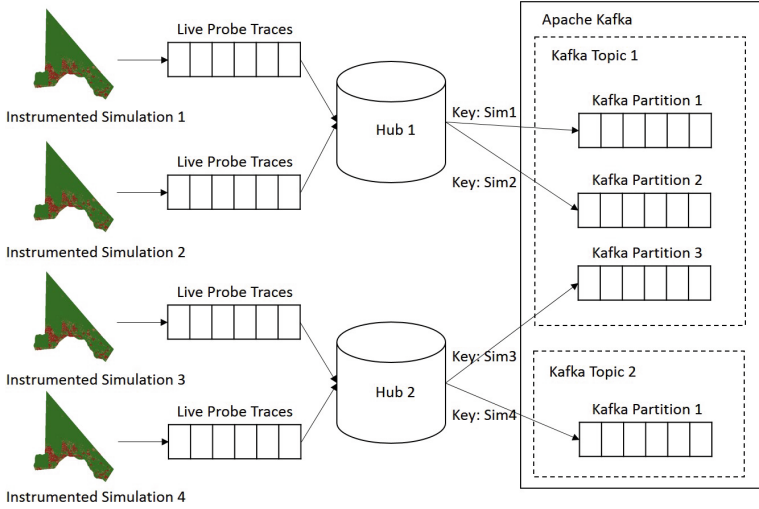 Apache Kafka
Live Probe Traces
Kafka Topic 1
Kafka Partition 1
Key: Sim1
Instrumented Simulation 1
Hub 1
Live Probe Traces
Key: Sim2
Kafka Partition 2
Instrumented Simulation 2
Kafka Partition 3
Live Probe Traces
Key: Sim3
Instrumented Simulation 3
Kafka Topic 2
Hub 2
Live Probe Traces
Key: Sim4
Kafka Partition 1
Instrumented Simulation 4